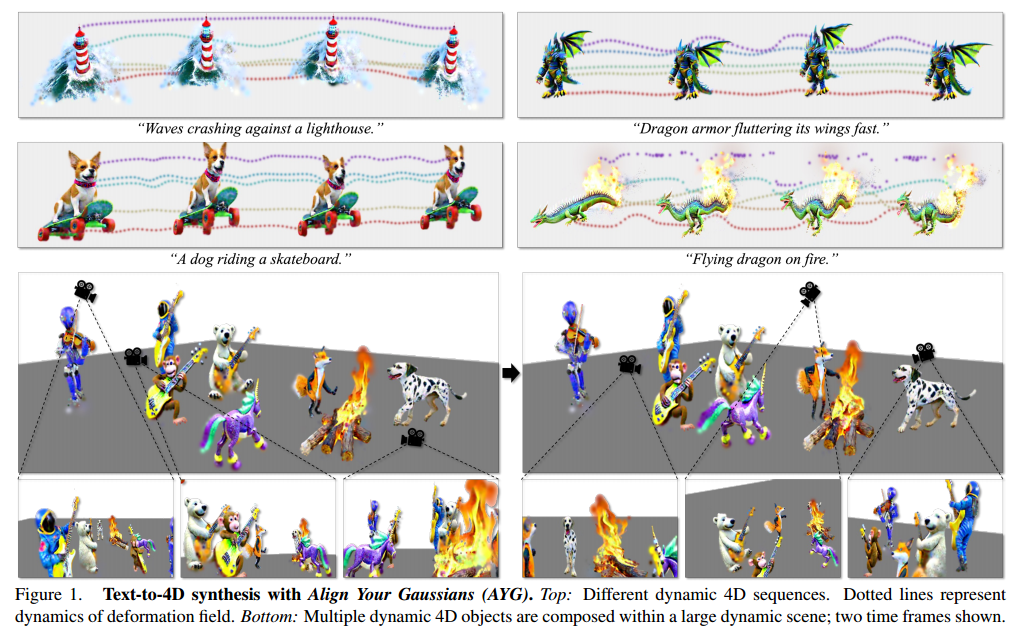 “Waves crashing against a lighthouse.”
“Dragon armor fluttering its wings fast.”
“A dog riding a skateboard.”
“Flying dragon on fire.”
Figure 1. Text-to-4D synthesis with Align Your Gaussians (AYG). Top: Different dynamic 4D sequences. Dotted lines represent
dynamics of deformation field. Bottom: Multiple dynamic 4D objects are composed within a large dynamic scene; two time frames shown.